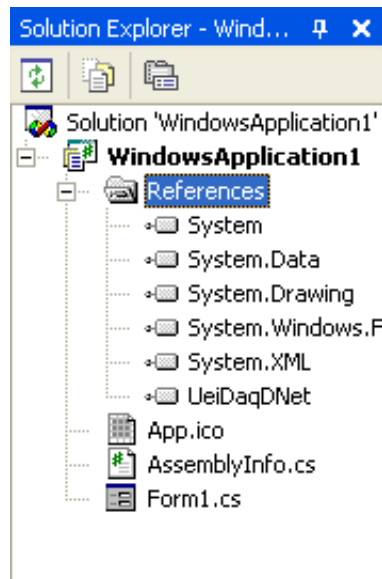 Solution Explorer - Wind...
Solution 'WindowsApplication1'
WindowsApplication1
References
System
System.Data
System.Drawing
System.Windows.F
System.XML
UeiDaqDNet
App.ico
AssemblyInfo.cs
Form1.cs